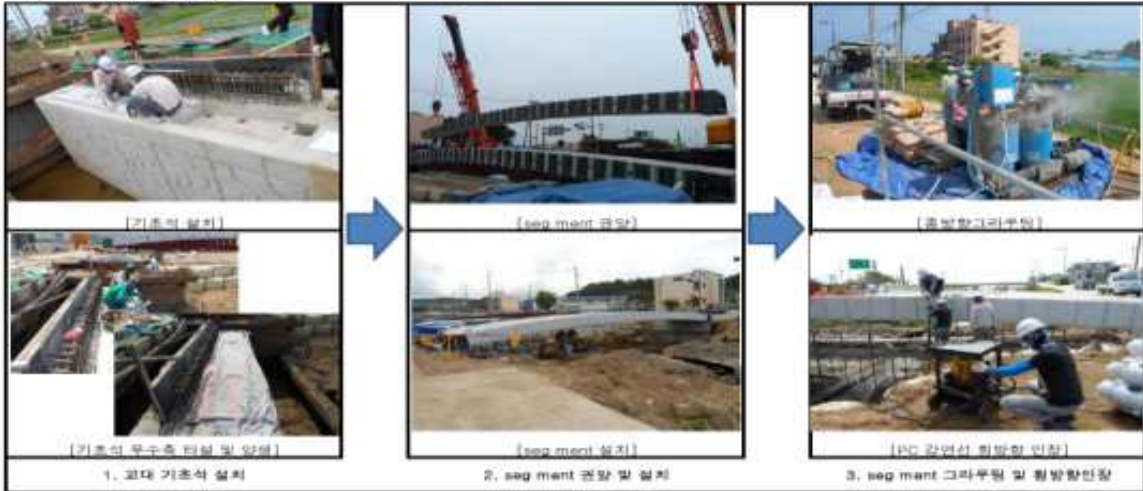 [기초석 설치]
[seg ment 권양]
[종방향그라우팅]
[기초석 무수축 타설 및 양생]
[seg ment 설치]
[PC 강연선 횡방향 인장]
1. 교대 기초석 설치
2. seg ment 권양 및 설치
3. seg ment 그라우팅 및 횡방향인장